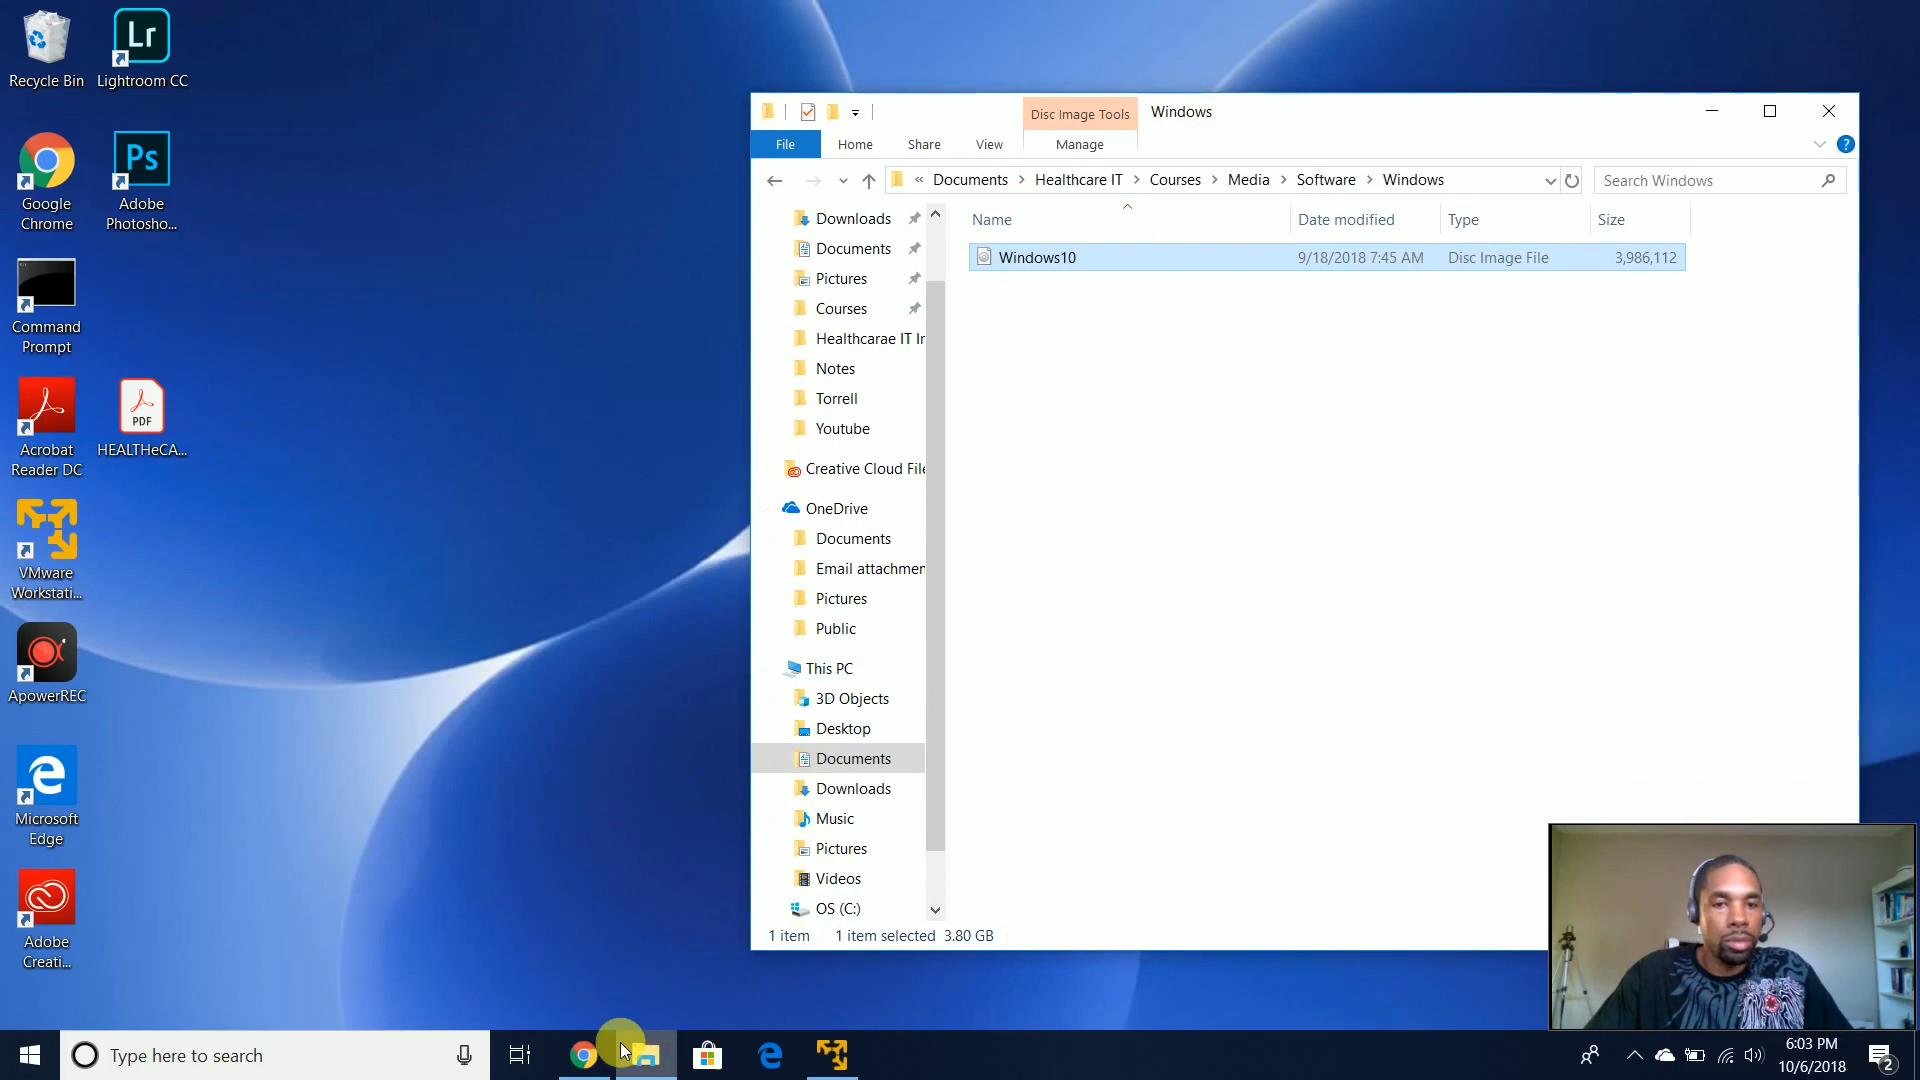 Recycle Bin
Lightroom CC
Google
Chrome
Adobe
Photosho...
Command
Prompt
Acrobat
Reader DC
PDF
HEALTHeCA...
VMware
Workstati...
ApowerREC
Microsoft
Edge
Adobe
Creati...
Lr
Ps
Disc Image Tools
Windows
File
Home
Share
View
Manage
?
« Documents > Healthcare IT > Courses > Media > Software > Windows
Search Windows
Name
Date modified
Type
Size
Windows10
9/18/2018 7:45 AM
Disc Image File
3,986,112
Downloads
Documents
Pictures
Courses
Healthcarae IT Ir
Notes
Torrell
Youtube
Creative Cloud File
OneDrive
Documents
Email attachmen
Pictures
Public
This PC
3D Objects
Desktop
Documents
Downloads
Music
Pictures
Videos
OS (C:)
1 item
1 item selected 3.80 GB
Type here to search
6:03 PM
10/6/2018
2